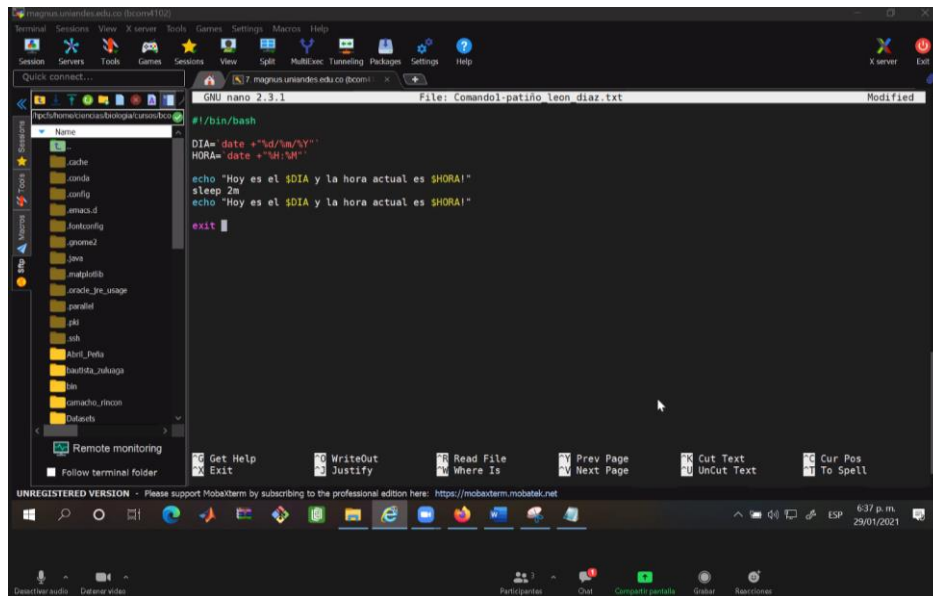 magnus.uniandes.edu.co (bcom4102)
Terminal Sessions View X server Tools Games Settings Macros Help
Session Servers Tools Games Sessions View Split MultiExec Tunneling Packages Settings Help X server Exit
Quick connect...
7. magnus.uniandes.edu.co (bcom4
/hpcfs/home/ciencias/biologia/cursos/bco
Name
..
.cache
.conda
.config
.emacs.d
.fontconfig
.gnome2
.java
.matplotlib
.oracle_jre_usage
.parallel
.pki
.ssh
Abril_Peña
bautista_zuluaga
bin
camacho_rincon
Datasets
Sessions
Tools
Macros
Sftp
Remote monitoring
Follow terminal folder
GNU nano 2.3.1 File: Comando1-patiño_leon_diaz.txt Modified
#!/bin/bash
DIA=`date +"%d/%m/%Y"`
HORA=`date +"%H:%M"`
echo "Hoy es el $DIA y la hora actual es $HORA!"
sleep 2m
echo "Hoy es el $DIA y la hora actual es $HORA!"
exit
^G Get Help ^O WriteOut ^R Read File ^Y Prev Page ^K Cut Text ^C Cur Pos
^X Exit ^J Justify ^W Where Is ^V Next Page ^U UnCut Text ^T To Spell
UNREGISTERED VERSION - Please support MobaXterm by subscribing to the professional edition here: https://mobaxterm.mobatek.net
ESP
6:37 p. m.
29/01/2021
Desactivar audio Detener video Participantes Chat Compartir pantalla Grabar Reacciones